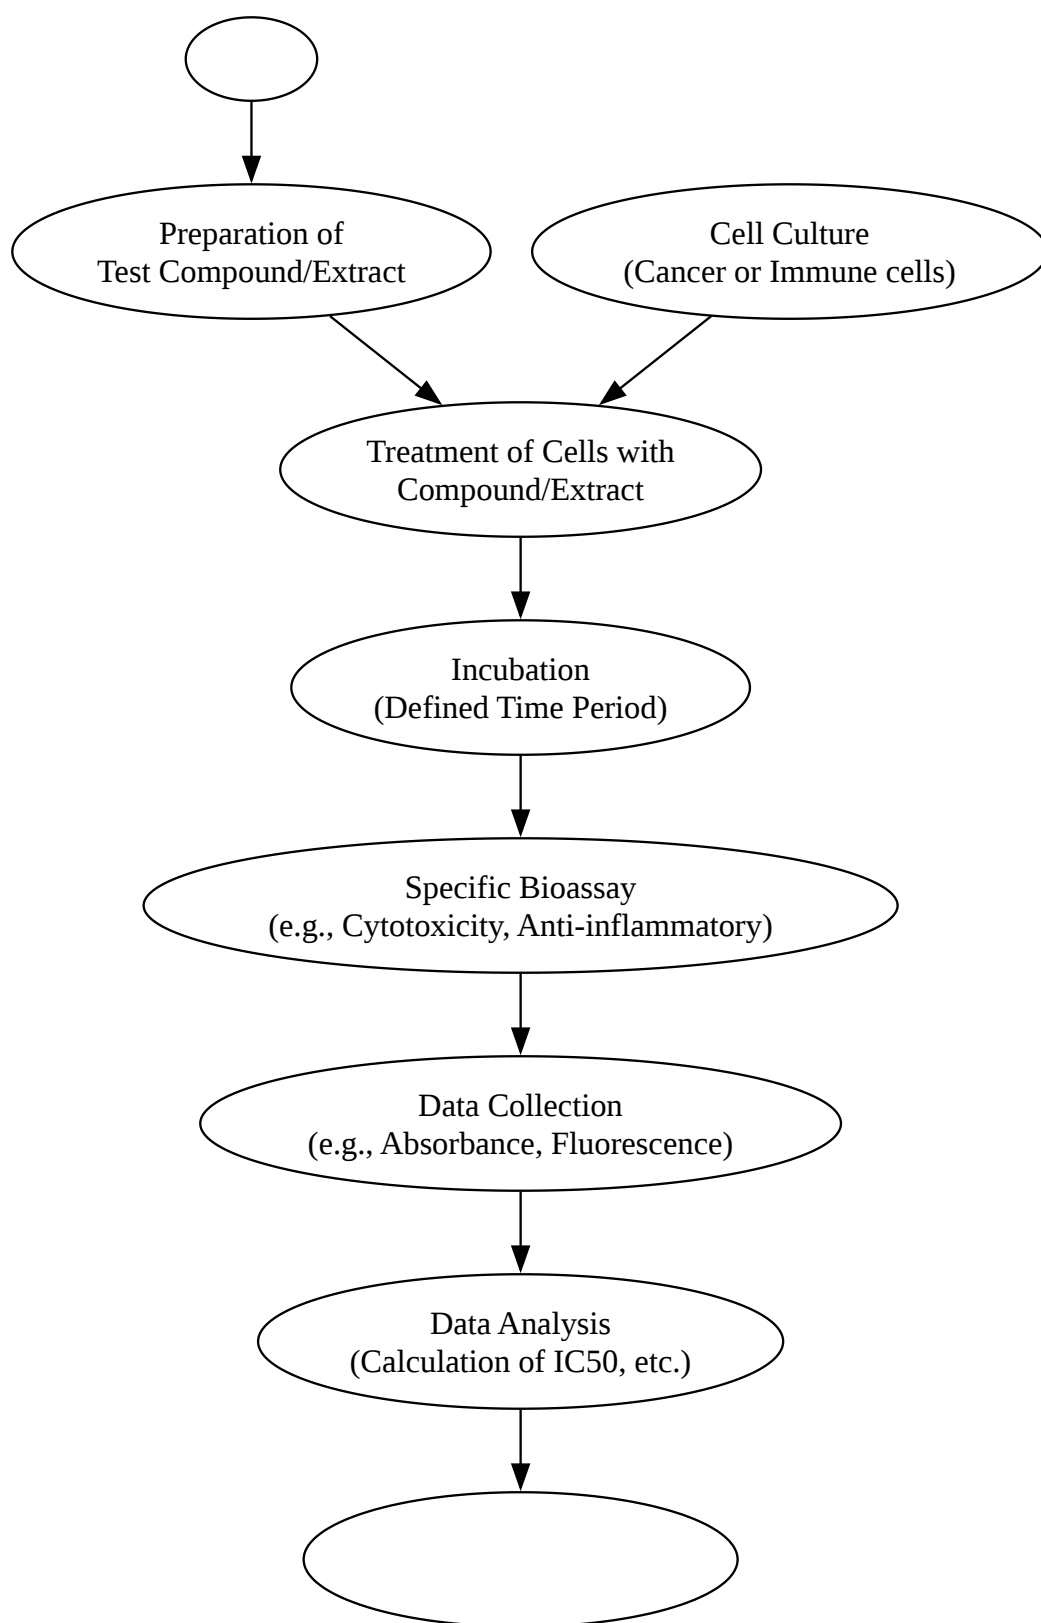 Preparation of
Test Compound/Extract
Cell Culture
(Cancer or Immune cells)
Treatment of Cells with
Compound/Extract
Incubation
(Defined Time Period)
Specific Bioassay
(e.g., Cytotoxicity, Anti-inflammatory)
Data Collection
(e.g., Absorbance, Fluorescence)
Data Analysis
(Calculation of IC50, etc.)